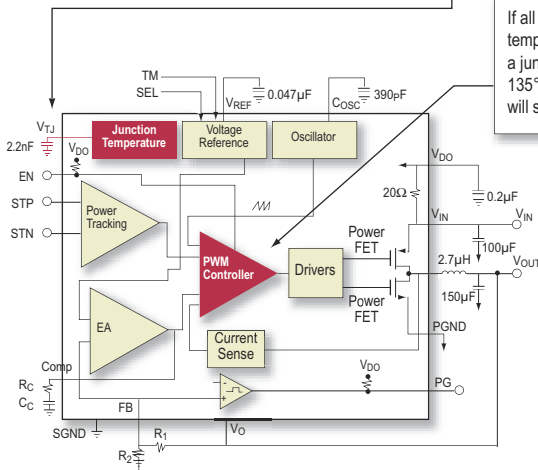 If all
temp
a jun
135°
will s
TM
SEL
VREF
0.047µF
COSC
390PF
VTJ
2.2nF
Junction
Temperature
Voltage
Reference
Oscillator
VDO
EN
STP
STN
Power
Tracking
VDO
20Ω
0.2µF
VIN
VIN
100µF
PWM
Controller
Drivers
Power
FET
Power
FET
2.7µH
VOUT
150µF
PGND
EA
Current
Sense
Comp
RC
CC
VDO
PG
-
+
FB
SGND
VO
R1
R2